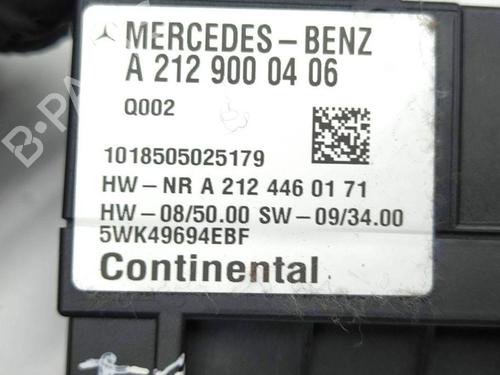 MERCEDES-BENZ
A 212 900 04 06
Q002
1018505025179
HW-NR A 212 446 01 71
HW-08/50.00 SW-09/34.00
5WK49694EBF
Continental